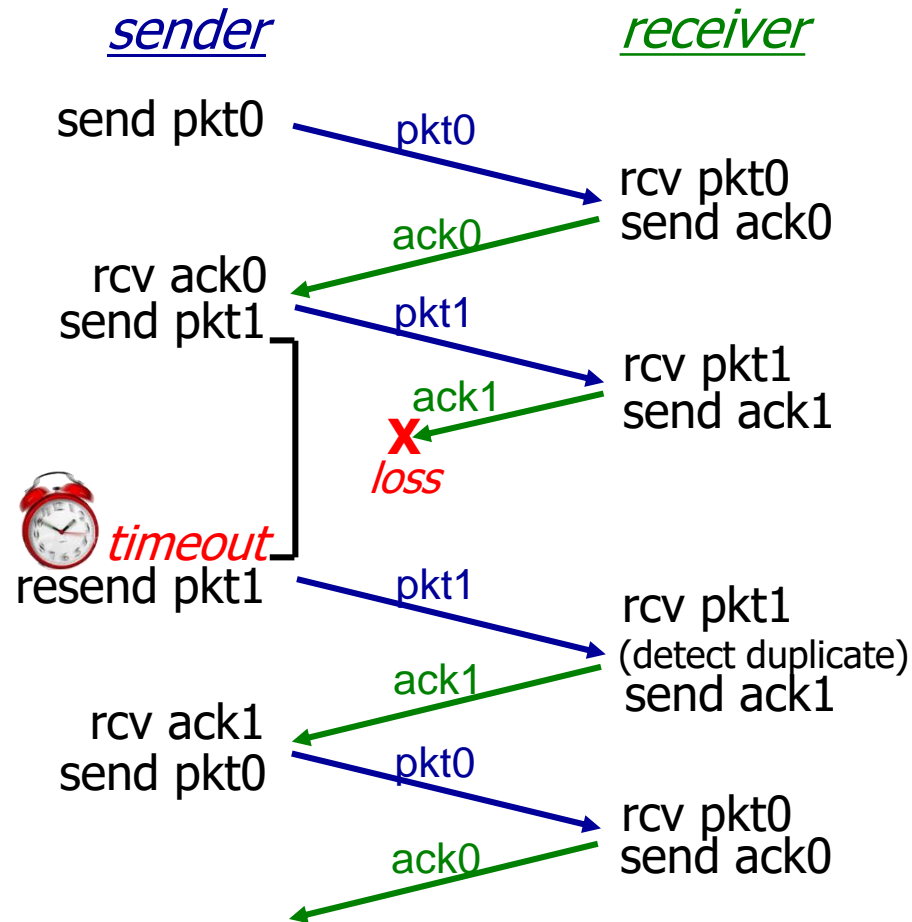 sender
receiver
send pkt0
pkt0
rcv pkt0
send ack0
ack0
rcv ack0
send pkt1
pkt1
rcv pkt1
send ack1
ack1
X
loss
timeout
resend pkt1
pkt1
rcv pkt1
(detect duplicate)
send ack1
ack1
rcv ack1
send pkt0
pkt0
rcv pkt0
send ack0
ack0